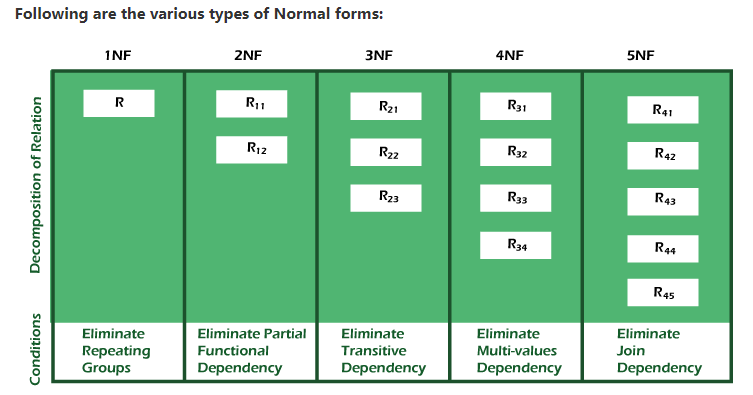 Following are the various types of Normal forms:
1NF 2NF 3NF 4NF 5NF
Decomposition of Relation
R R11 R21 R31 R41
R12 R22 R32 R42
R23 R33 R43
R34 R44
R45
Conditions
Eliminate Repeating Groups
Eliminate Partial Functional Dependency
Eliminate Transitive Dependency
Eliminate Multi-values Dependency
Eliminate Join Dependency